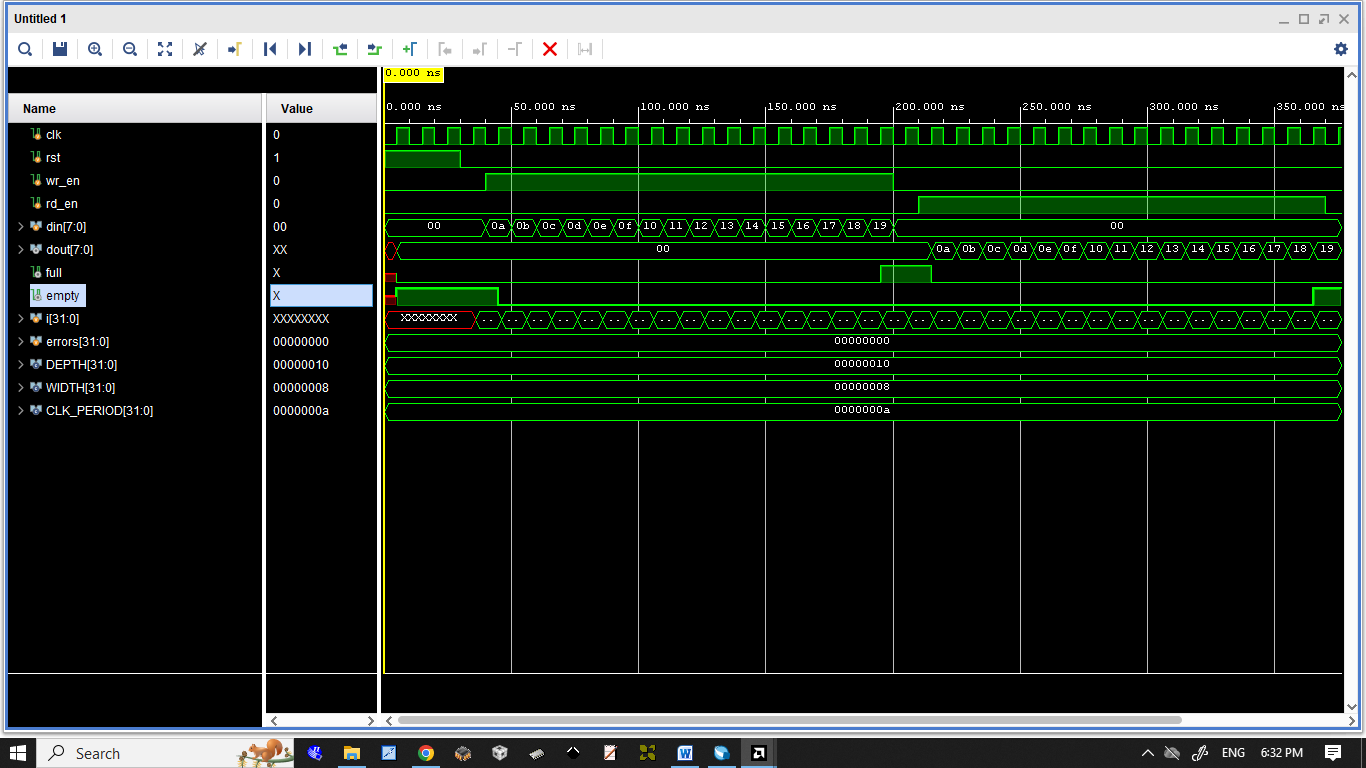 Untitled 1
0.000 ns
Name Value
0.000 ns 50.000 ns 100.000 ns 150.000 ns 200.000 ns 250.000 ns 300.000 ns 350.000 ns
clk 0
rst 1
wr_en 0
rd_en 0
din[7:0] 00 00 0a 0b 0c 0d 0e 0f 10 11 12 13 14 15 16 17 18 19 00
dout[7:0] XX 00 0a 0b 0c 0d 0e 0f 10 11 12 13 14 15 16 17 18 19
full X
empty X
i[31:0] XXXXXXXX XXXXXXXX .. .. .. .. .. .. .. .. .. .. .. .. .. .. .. .. .. .. .. .. .. .. .. .. .. .. .. .. .. .. .. .. .. ..
errors[31:0] 00000000 00000000
DEPTH[31:0] 00000010 00000010
WIDTH[31:0] 00000008 00000008
CLK_PERIOD[31:0] 0000000a 0000000a
Search ENG 6:32 PM